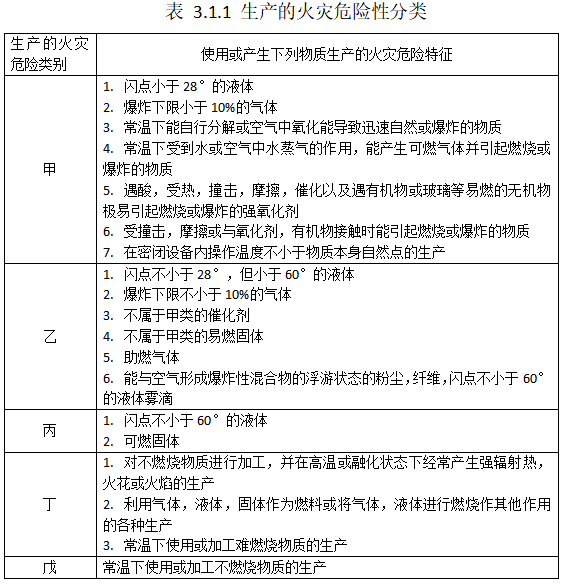 表 3.1.1 生产的火灾危险性分类
生产的火灾
危险类别
使用或产生下列物质生产的火灾危险特征
甲
1. 闪点小于 28°的液体
2. 爆炸下限小于 10%的气体
3. 常温下能自行分解或空气中氧化能导致迅速自然或爆炸的物质
4. 常温下受到水或空气中水蒸气的作用，能产生可燃气体并引起燃烧或
爆炸的物质
5. 遇酸，受热，撞击，摩擦，催化以及遇有机物或玻璃等易燃的无机物
极易引起燃烧或爆炸的强氧化剂
6. 受撞击，摩擦或与氧化剂，有机物接触时能引起燃烧或爆炸的物质
7. 在密闭设备内操作温度不小于物质本身自然点的生产
乙
1. 闪点不小于 28°，但小于 60°的液体
2. 爆炸下限不小于 10%的气体
3. 不属于甲类的催化剂
4. 不属于甲类的易燃固体
5. 助燃气体
6. 能与空气形成爆炸性混合物的浮游状态的粉尘,纤维,闪点不小于 60°
的液体雾滴
丙
1. 闪点不小于 60°的液体
2. 可燃固体
丁
1. 对不燃烧物质进行加工，并在高温或融化状态下经常产生强辐射热，
火花或火焰的生产
2. 利用气体，液体，固体作为燃料或将气体，液体进行燃烧作其他作用
的各种生产
3. 常温下使用或加工难燃烧物质的生产
戊
常温下使用或加工不燃烧物质的生产